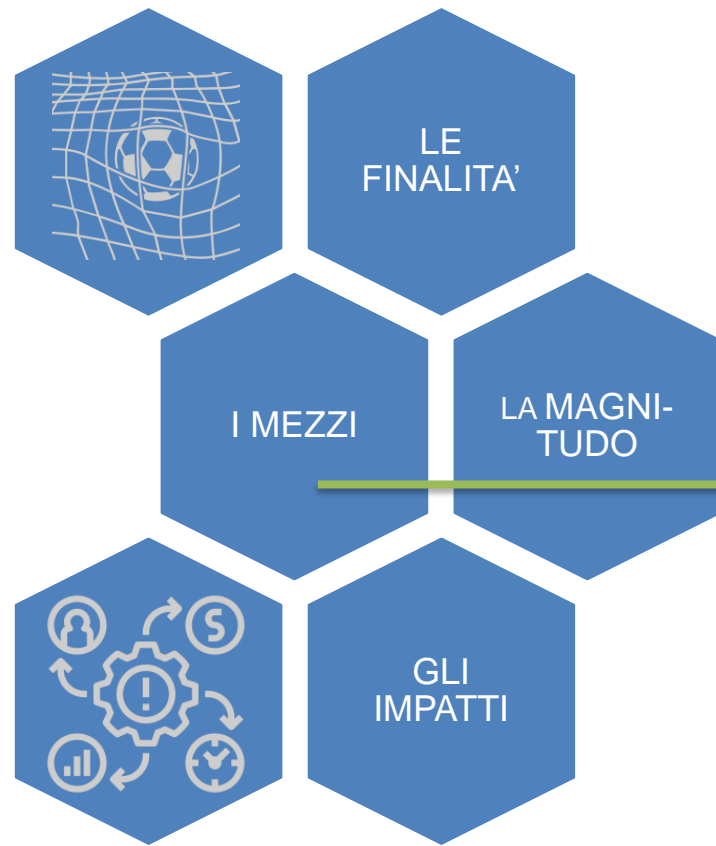 LE
FINALITA’
I MEZZI
LA MAGNI-
TUDO
S
GLI
IMPATTI